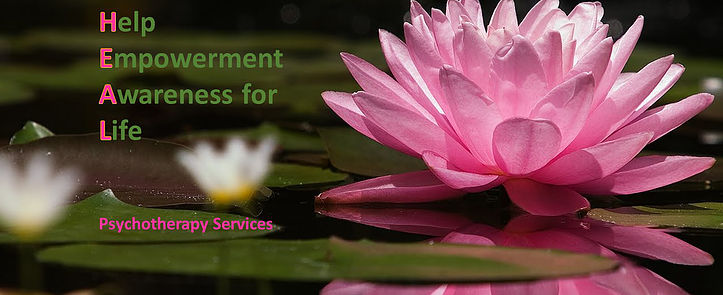 Help
Empowerment
Awareness for
Life
Psychotherapy Services